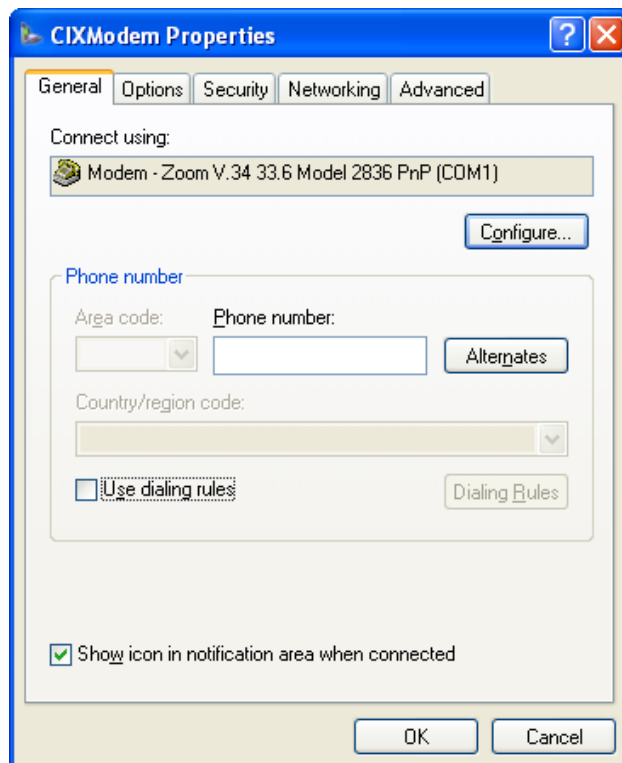 CIXModem Properties
General Options Security Networking Advanced
Connect using:
Modem - Zoom V.34 33.6 Model 2836 PnP (COM1)
Configure...
Phone number
Area code: Phone number:
Alternates
Country/region code:
Use dialing rules Dialing Rules
Show icon in notification area when connected
OK Cancel